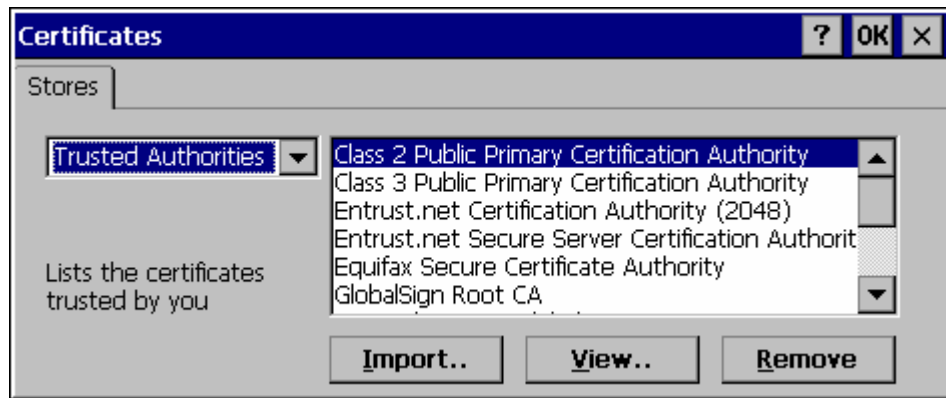 Certificates ? OK ×
Stores
Trusted Authorities
Class 2 Public Primary Certification Authority
Class 3 Public Primary Certification Authority
Entrust.net Certification Authority (2048)
Entrust.net Secure Server Certification Authorit
Equifax Secure Certificate Authority
GlobalSign Root CA
Lists the certificates
trusted by you
Import.. View.. Remove